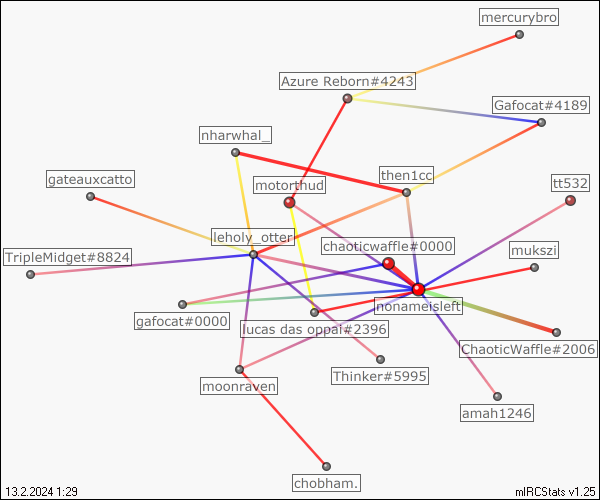 mercurybro
Azure Reborn#4243
Gafocat#4189
nharwhal_
then1cc
gateauxcatto
motorthud
tt532
leholy_otter
chaoticwaffle#0000
TripleMidget#8824
mukszi
nonameisleft
gafocat#0000
lucas das oppai#2396
ChaoticWaffle#2006
Thinker#5995
moonraven
amah1246
chobham.
13.2.2024 1:29
mIRCStats v1.25